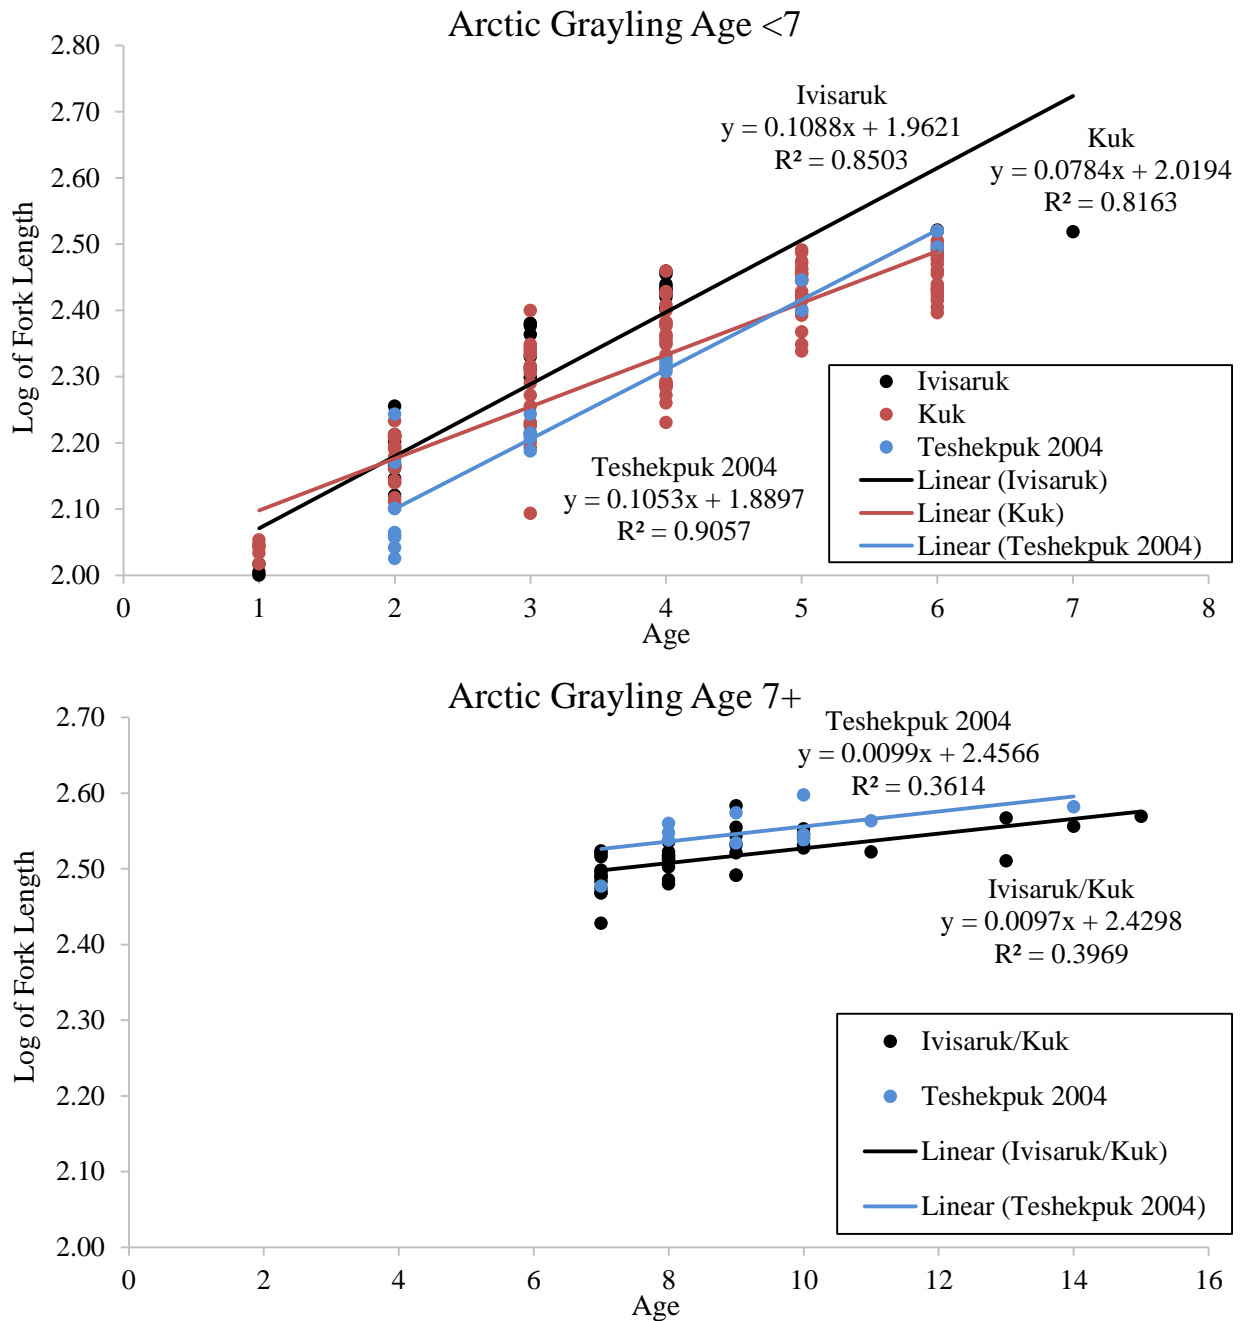 Arctic Grayling Age <7
2.80
2.70
2.60
2.50
2.40
2.30
2.20
2.10
2.00
Log of Fork Length
Ivisaruk
y = 0.1088x + 1.9621
R² = 0.8503
Kuk
y = 0.0784x + 2.0194
R² = 0.8163
Teshekpuk 2004
y = 0.1053x + 1.8897
R² = 0.9057
Ivisaruk
Kuk
Teshekpuk 2004
Linear (Ivisaruk)
Linear (Kuk)
Linear (Teshekpuk 2004)
0 1 2 3 4 5 6 7 8
Age
Arctic Grayling Age 7+
2.70
2.60
2.50
2.40
2.30
2.20
2.10
2.00
Log of Fork Length
Teshekpuk 2004
y = 0.0099x + 2.4566
R² = 0.3614
Ivisaruk/Kuk
y = 0.0097x + 2.4298
R² = 0.3969
Ivisaruk/Kuk
Teshekpuk 2004
Linear (Ivisaruk/Kuk)
Linear (Teshekpuk 2004)
0 2 4 6 8 10 12 14 16
Age